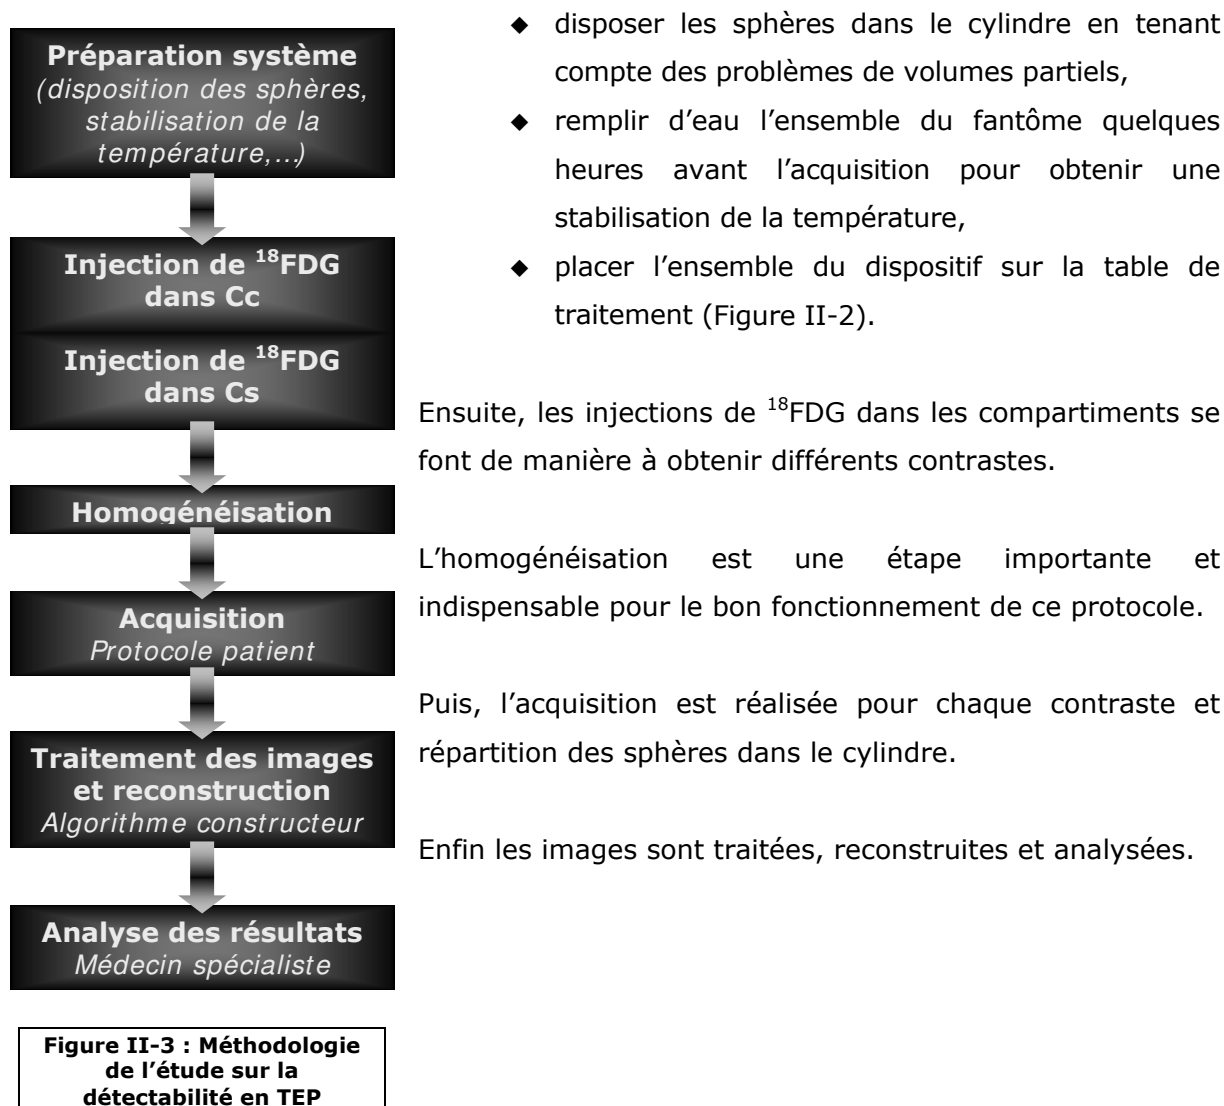 Préparation système
(disposition des sphères,
stabilisation de la
température,...)
Injection de ¹⁸FDG
dans Cc
Injection de ¹⁸FDG
dans Cs
Homogénéisation
Acquisition
Protocole patient
Traitement des images
et reconstruction
Algorithme constructeur
Analyse des résultats
Médecin spécialiste
Figure II-3 : Méthodologie
de l’étude sur la
détectabilité en TEP
◆ disposer les sphères dans le cylindre en tenant
compte des problèmes de volumes partiels,
◆ remplir d’eau l’ensemble du fantôme quelques
heures avant l’acquisition pour obtenir une
stabilisation de la température,
◆ placer l’ensemble du dispositif sur la table de
traitement (Figure II-2).
Ensuite, les injections de ¹⁸FDG dans les compartiments se
font de manière à obtenir différents contrastes.
L’homogénéisation est une étape importante et
indispensable pour le bon fonctionnement de ce protocole.
Puis, l’acquisition est réalisée pour chaque contraste et
répartition des sphères dans le cylindre.
Enfin les images sont traitées, reconstruites et analysées.